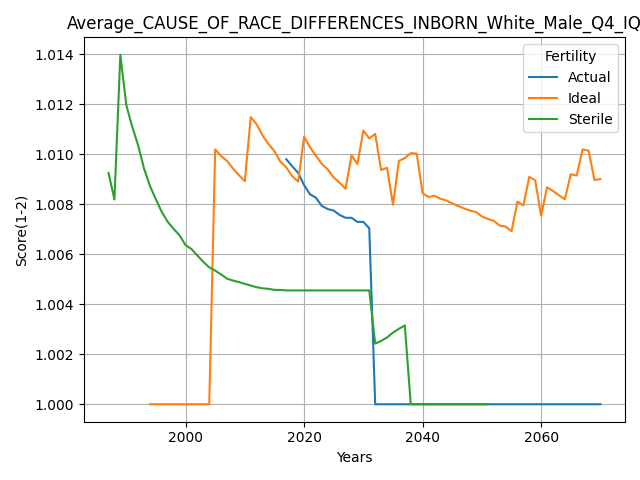 Average_CAUSE_OF_RACE_DIFFERENCES_INBORN_White_Male_Q4_IQ
Fertility
Actual
Ideal
Sterile
Score(1-2)
1.014
1.012
1.010
1.008
1.006
1.004
1.002
1.000
2000
2020
2040
2060
Years